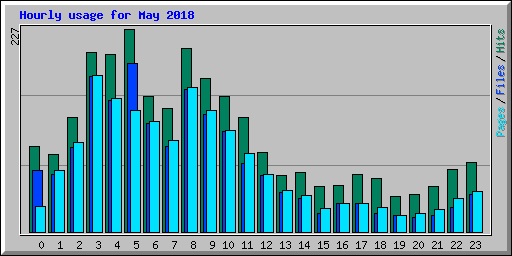 Hourly usage for May 2018
227
Pages/Files/Hits
0 1 2 3 4 5 6 7 8 9 10 11 12 13 14 15 16 17 18 19 20 21 22 23